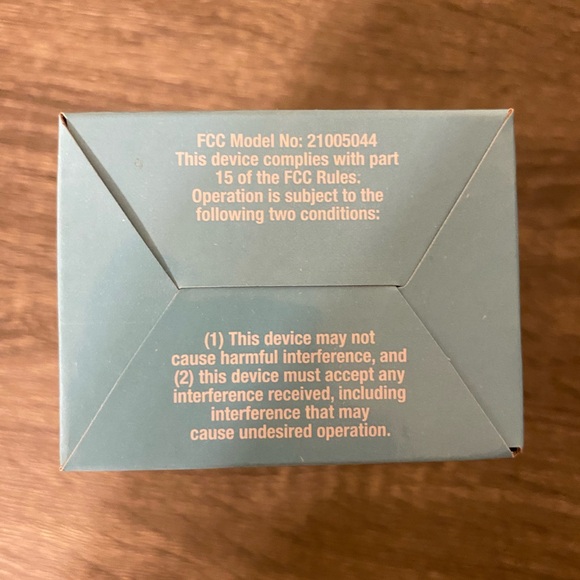 FCC Model No: 21005044
This device complies with part
15 of the FCC Rules.
Operation is subject to the
following two conditions:
(1) This device may not
cause harmful interference, and
(2) this device must accept any
interference received, including
interference that may
cause undesired operation.